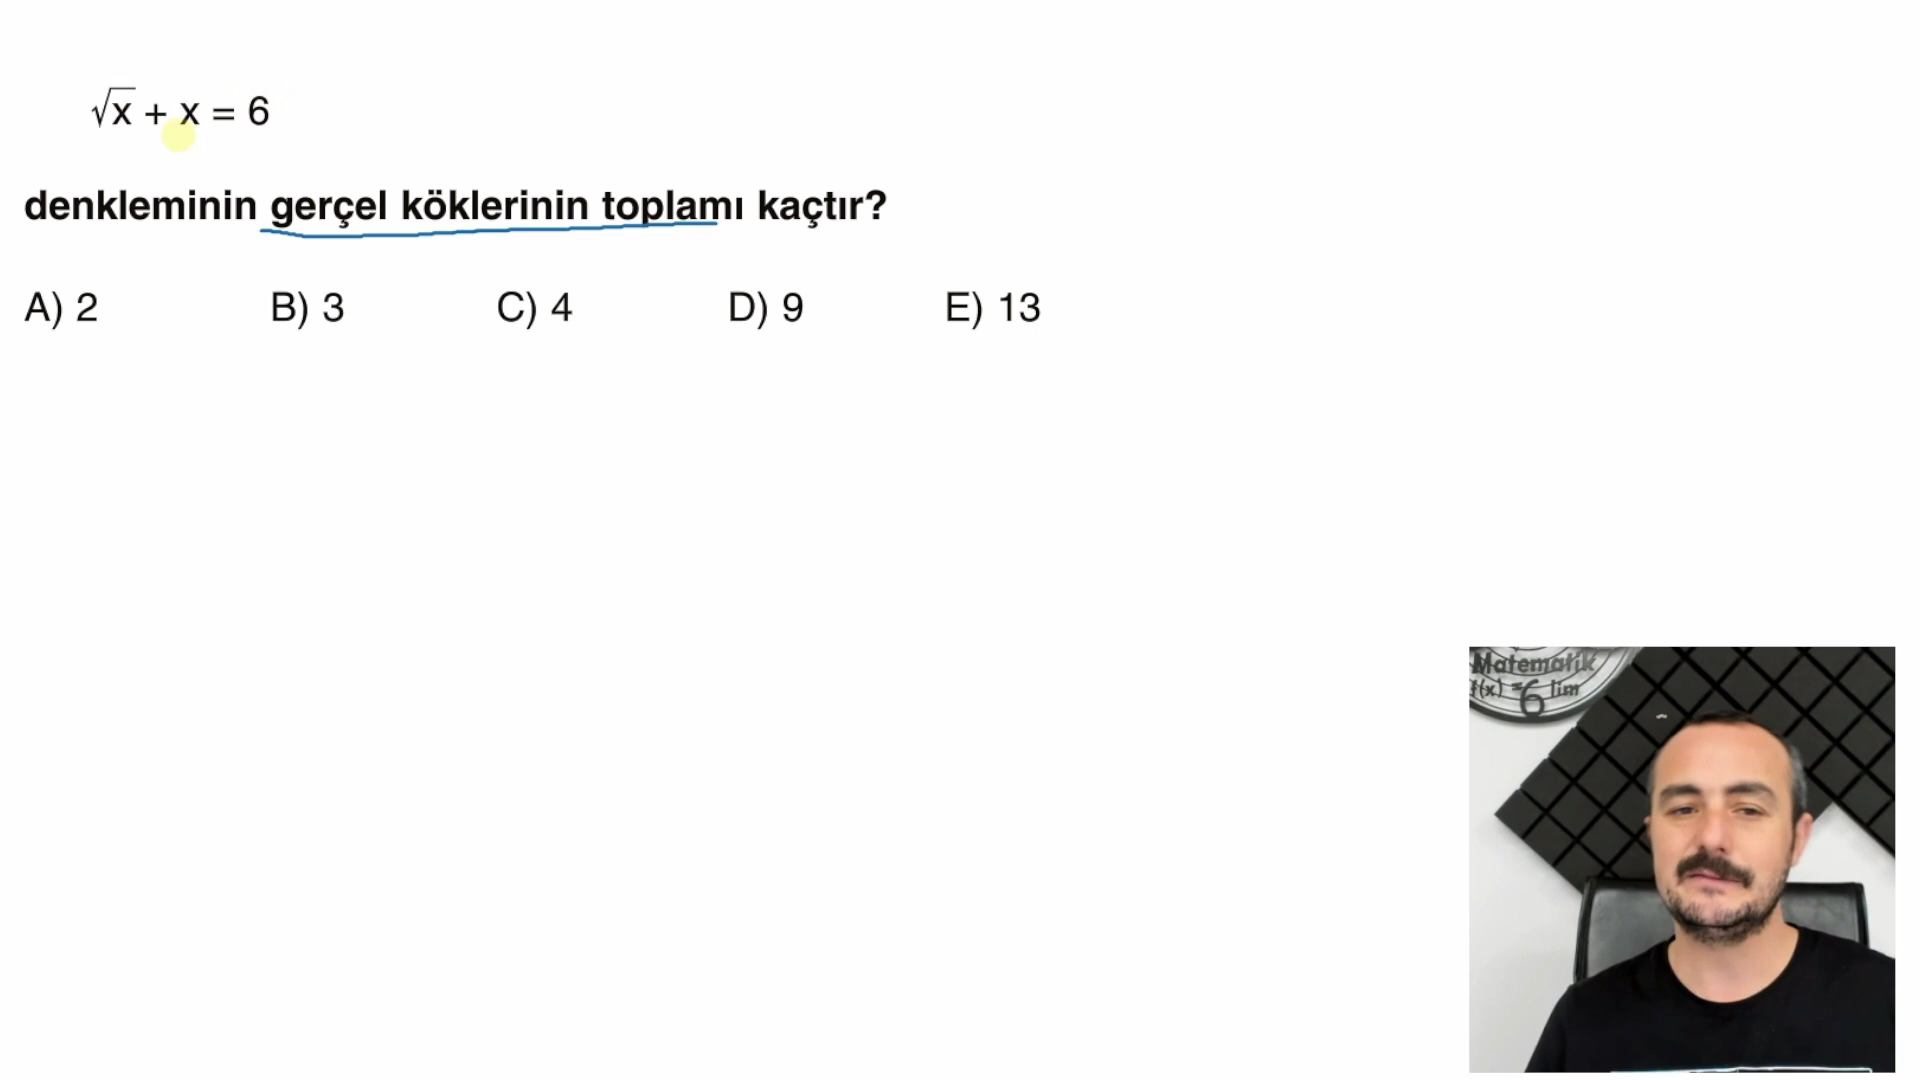 √x + x = 6
denkleminin gerçel köklerinin toplamı kaçtır?
A) 2 B) 3 C) 4 D) 9 E) 13
Matematik
f(x) = 6 lim